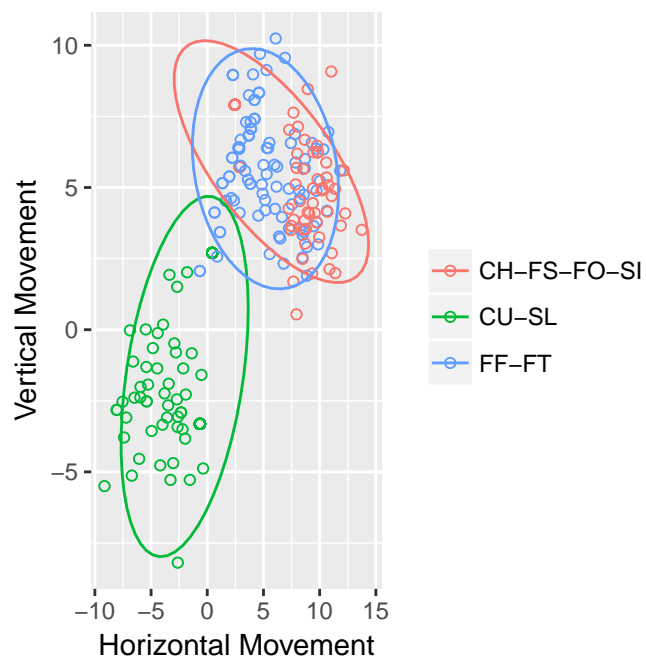 10
5
0
−5
−10
−5
0
5
10
15
Vertical Movement
Horizontal Movement
CH−FS−FO−SI
CU−SL
FF−FT